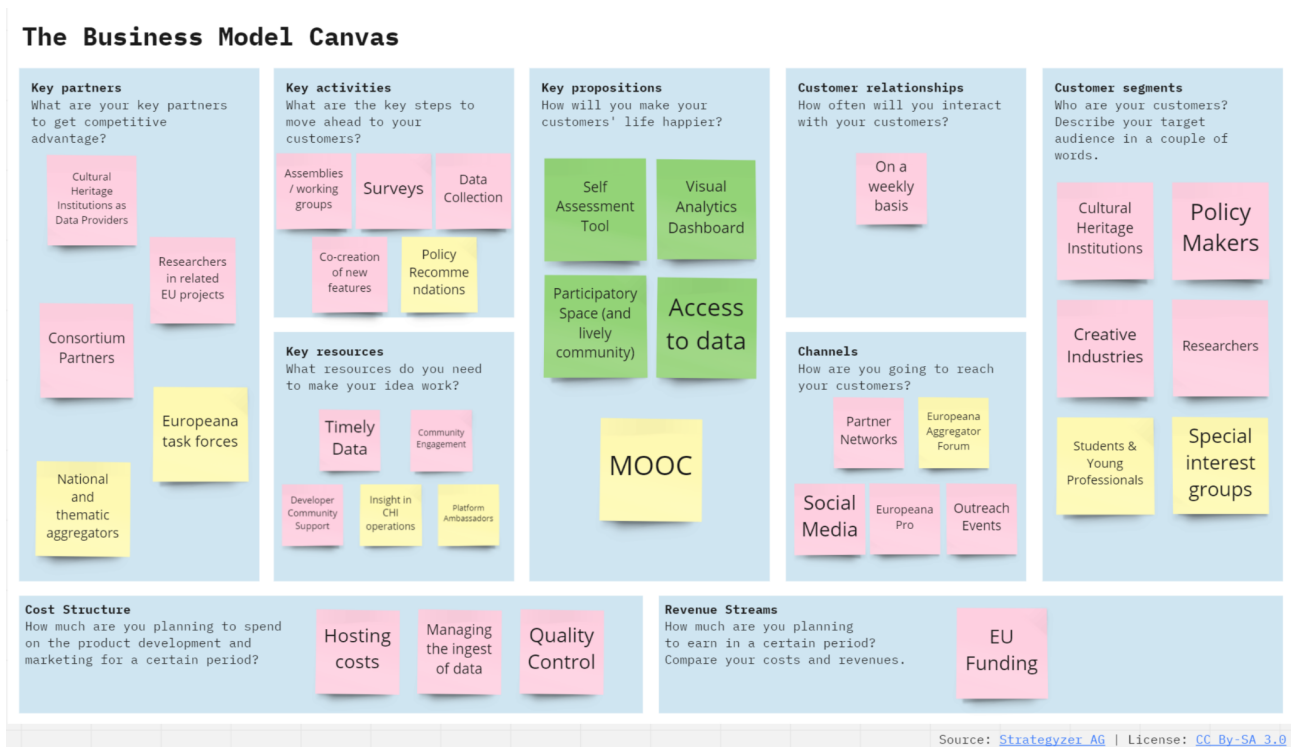 The Business Model Canvas
Key partners
What are your key partners
to get competitive
advantage?
Cultural
Heritage
Institutions as
Data Providers
Researchers
in related
EU projects
Consortium
Partners
Europeana
task forces
National
and
thematic
aggregators
Key activities
What are the key steps to
move ahead to your
customers?
Assemblies
/ working
groups
Surveys
Data
Collection
Co-creation
of new
features
Policy
Recomme
ndations
Key resources
What resources do you need
to make your idea work?
Timely
Data
Community
Engagement
Developer
Community
Support
Insight in
CHI
operations
Platform
Ambassadors
Key propositions
How will you make your
customers' life happier?
Self
Assessment
Tool
Visual
Analytics
Dashboard
Participatory
Space (and
lively
community)
Access
to data
MOOC
Customer relationships
How often will you interact
with your customers?
On a
weekly
basis
Channels
How are you going to reach
your customers?
Partner
Networks
Europeana
Aggregator
Forum
Social
Media
Europeana
Pro
Outreach
Events
Customer segments
Who are your customers?
Describe your target
audience in a couple of
words.
Cultural
Heritage
Institutions
Policy
Makers
Creative
Industries
Researchers
Students &
Young
Professionals
Special
interest
groups
Cost Structure
How much are you planning to spend
on the product development and
marketing for a certain period?
Hosting
costs
Managing
the ingest
of data
Quality
Control
Revenue Streams
How much are you planning
to earn in a certain period?
Compare your costs and revenues.
EU
Funding
Source: Strategyzer AG | License: CC By-SA 3.0